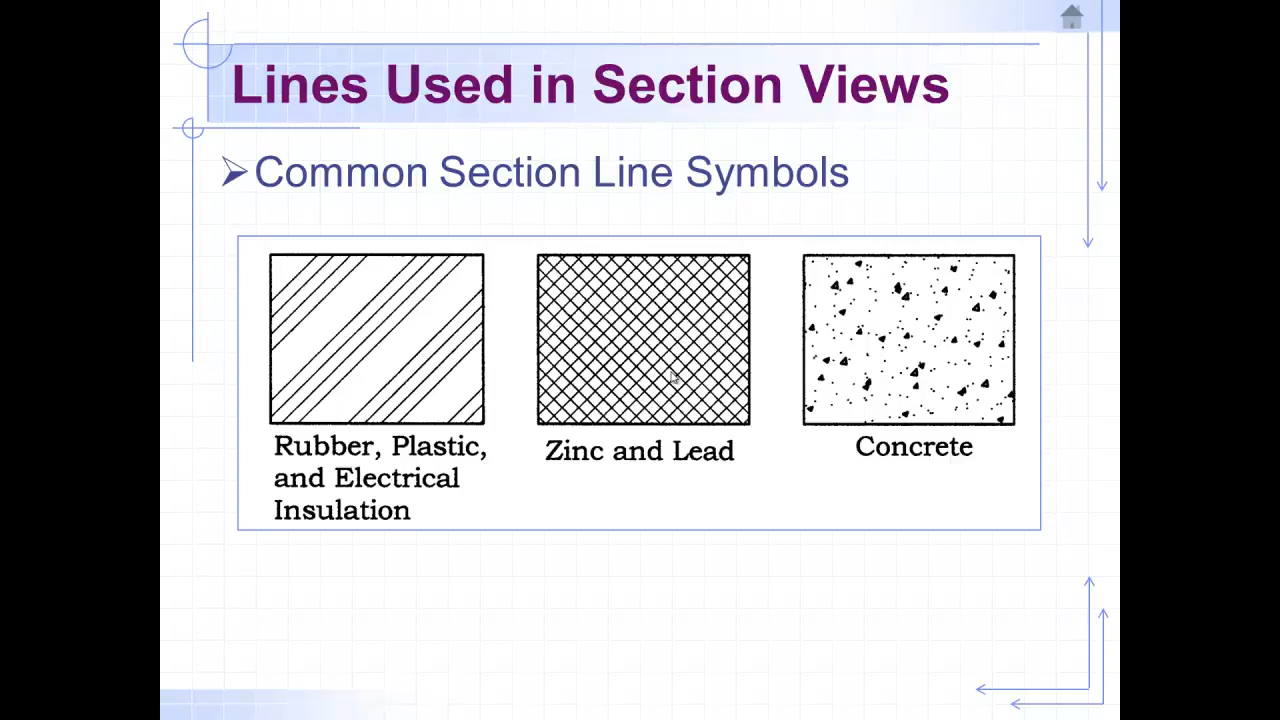 Lines Used in Section Views
Common Section Line Symbols
Rubber, Plastic,
and Electrical
Insulation
Zinc and Lead
Concrete